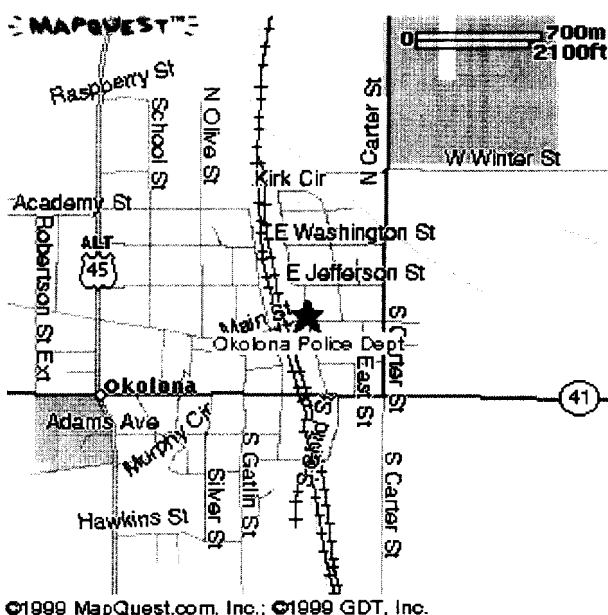 MAPQUEST™
0 700m
2100ft
Raspberry St
School St
N Olive St
N Carter St
W Winter St
Kirk Cir
Academy St
Robertson St Ext
E Washington St
ALT
45
E Jefferson St
Main St
S Carter St
Okolona Police Dept
East St
Okolona
41
Adams Ave
Murphy Cir
S Gatlin St
Silver St
S Carter St
Hawkins St
©1999 MapQuest.com, Inc.; ©1999 GDT, Inc.